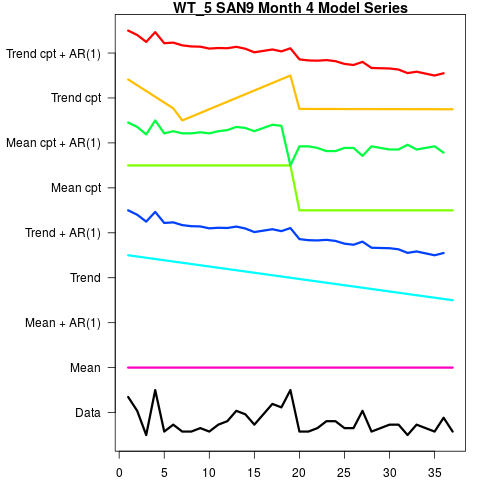 WT_5 SAN9 Month 4 Model Series
Trend cpt + AR(1)
Trend cpt
Mean cpt + AR(1)
Mean cpt
Trend + AR(1)
Trend
Mean + AR(1)
Mean
Data
0 5 10 15 20 25 30 35